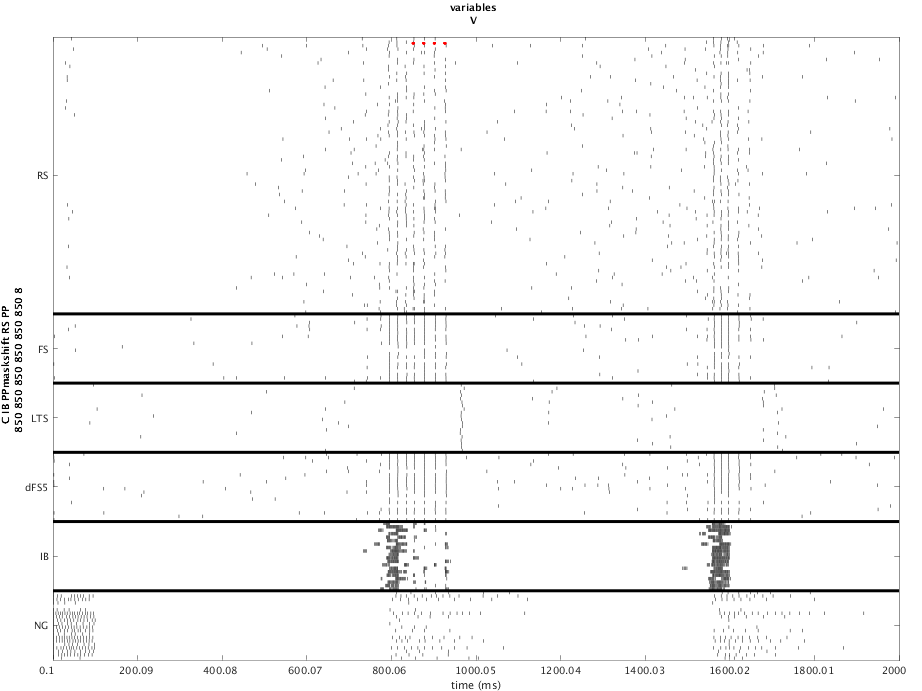 variables
V
C IB PPmaskshift RS PP
850 850 850 850 850 850 8
RS
FS
LTS
dFS5
IB
NG
0.1 200.09 400.08 600.07 800.06 1000.05 1200.04 1400.03 1600.02 1800.01 2000
time (ms)